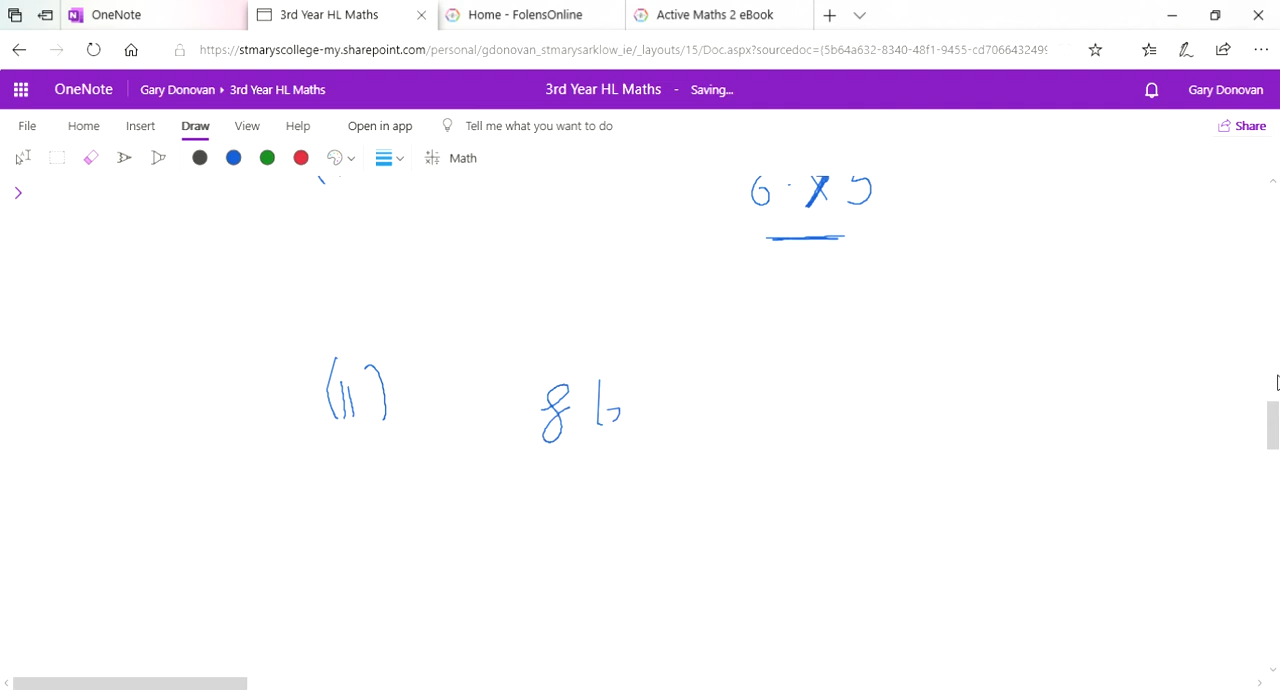 OneNote
3rd Year HL Maths
Home - FolensOnline
Active Maths 2 eBook
https://stmaryscollege-my.sharepoint.com/personal/gdonovan_stmarysarklow_ie/_layouts/15/Doc.aspx?sourcedoc={5b64a632-8340-48f1-9455-cd7066432499
OneNote Gary Donovan › 3rd Year HL Maths 3rd Year HL Maths - Saving... Gary Donovan
File Home Insert Draw View Help Open in app Tell me what you want to do Share
Math
(ii) 8